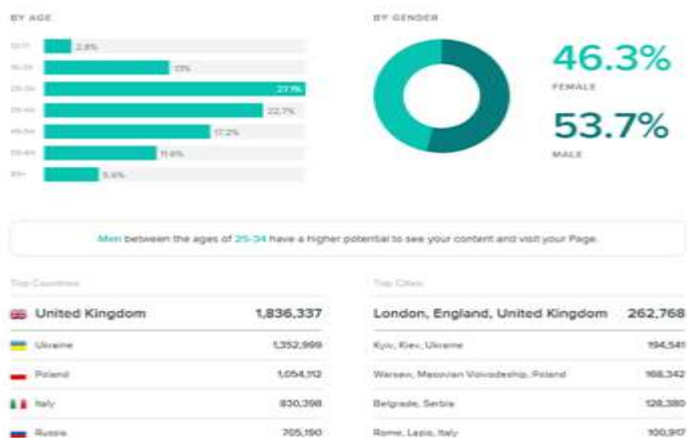 BY AGE
2.8%
13%
25-34
27.1%
22.7%
17.2%
11.6%
5.6%
BY GENDER
46.3%
FEMALE
53.7%
MALE
Men between the ages of 25-34 have a higher potential to see your content and visit your Page.
Top Countries
United Kingdom 1,836,337
Ukraine 1,352,999
Poland 1,054,112
Italy 830,398
Russia 705,190
Top Cities
London, England, United Kingdom 262,768
Kyiv, Kiev, Ukraine 194,541
Warsaw, Masovian Voivodeship, Poland 168,342
Belgrade, Serbia 128,380
Rome, Lazio, Italy 100,917